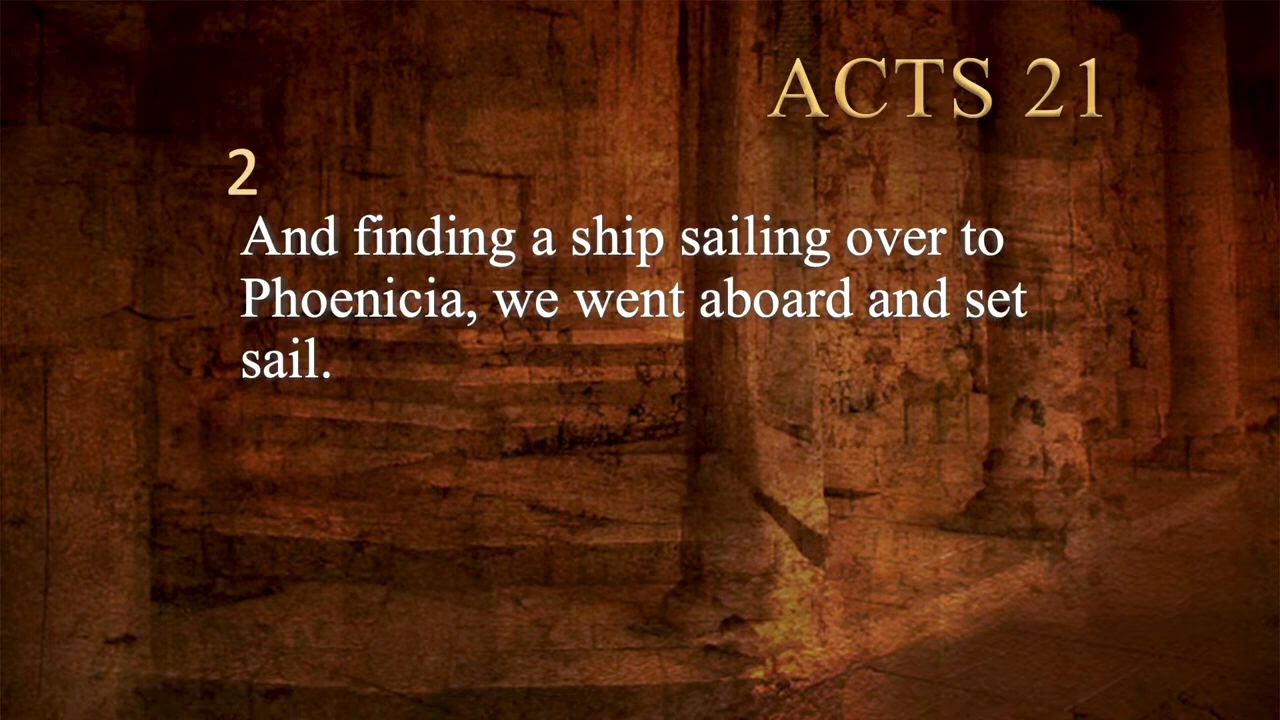 ACTS 21
2
And finding a ship sailing over to
Phoenicia, we went aboard and set
sail.